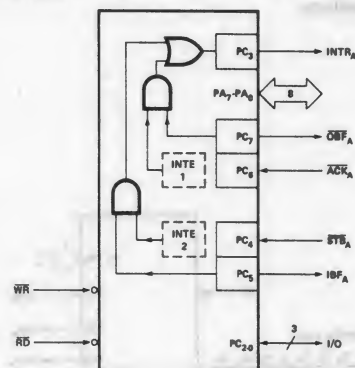 PC3 INTRA
PA7-PA0 8
PC7 OBFA
INTE 1 PC6 ACKA
INTE 2 PC4 STBA
PC5 IBFA
WR
RD PC2-0 3 I/O